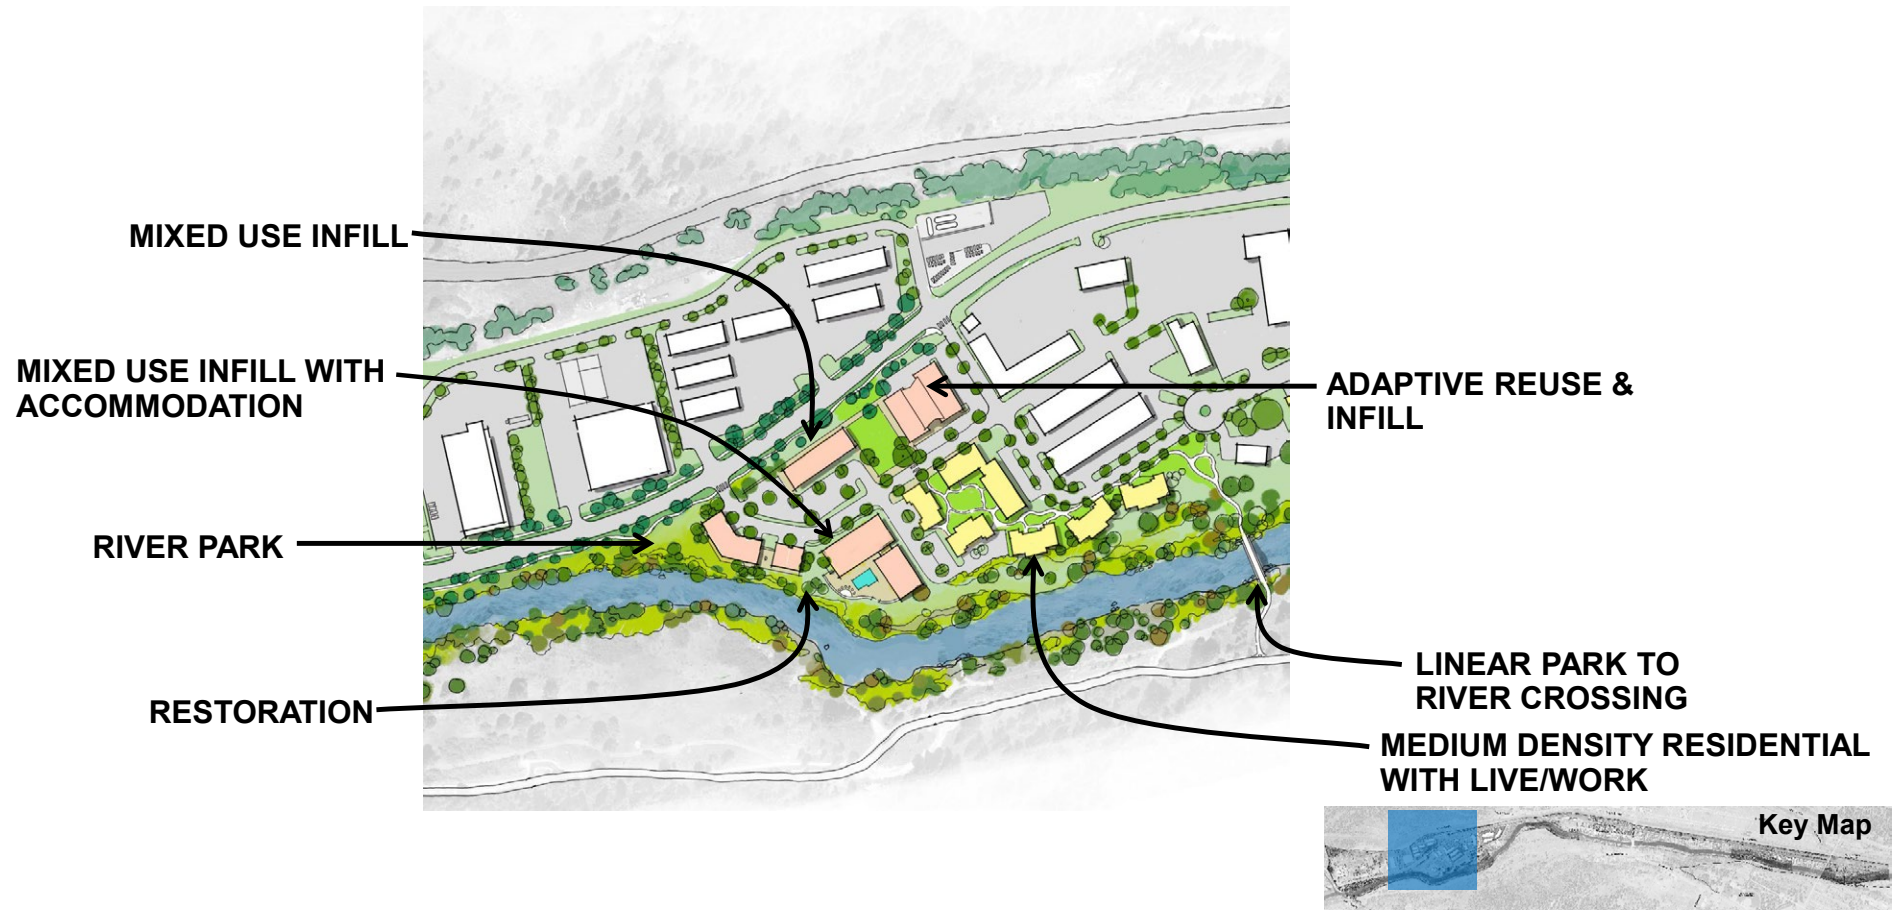 MIXED USE INFILL
MIXED USE INFILL WITH
ACCOMMODATION
RIVER PARK
RESTORATION
ADAPTIVE REUSE &
INFILL
LINEAR PARK TO
RIVER CROSSING
MEDIUM DENSITY RESIDENTIAL
WITH LIVE/WORK
Key Map